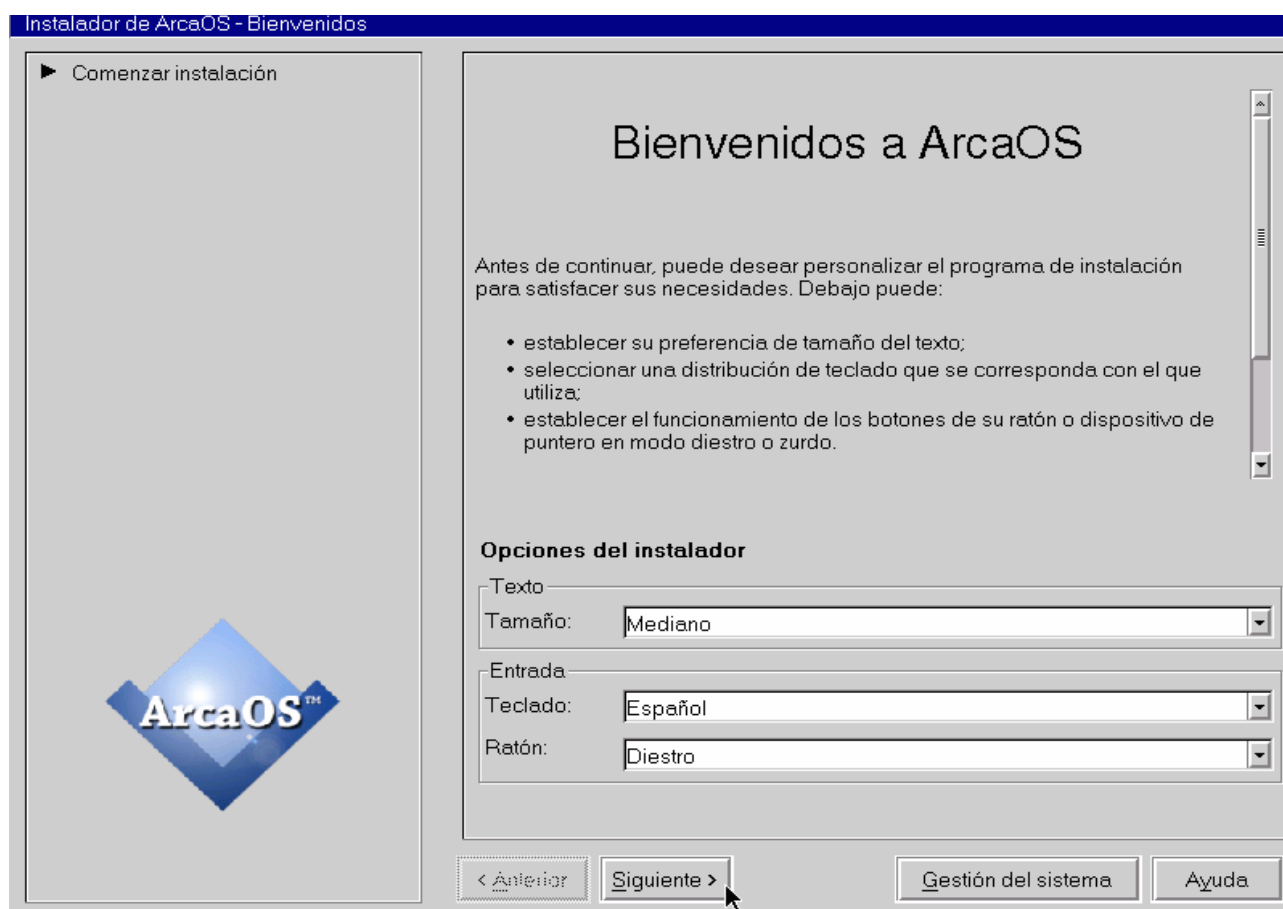 Instalador de ArcaOS - Bienvenidos
Comenzar instalación
ArcaOS™
Bienvenidos a ArcaOS
Antes de continuar, puede desear personalizar el programa de instalación
para satisfacer sus necesidades. Debajo puede:
• establecer su preferencia de tamaño del texto;
• seleccionar una distribución de teclado que se corresponda con el que
utiliza;
• establecer el funcionamiento de los botones de su ratón o dispositivo de
puntero en modo diestro o zurdo.
Opciones del instalador
Texto
Tamaño: Mediano
Entrada
Teclado: Español
Ratón: Diestro
< Anterior Siguiente > Gestión del sistema Ayuda